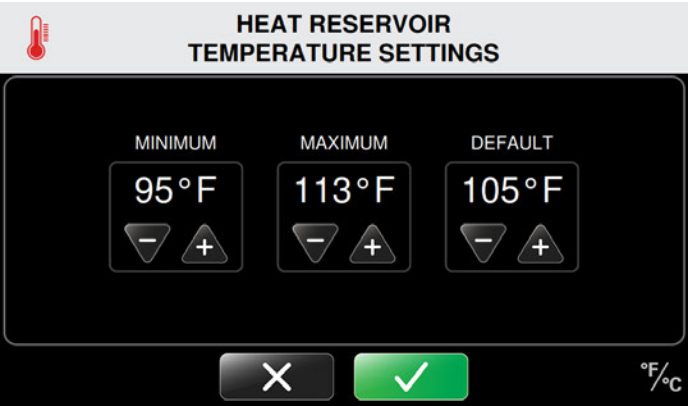 HEAT RESERVOIR
TEMPERATURE SETTINGS
MINIMUM MAXIMUM DEFAULT
95°F 113°F 105°F
- + - + - +
°F/°C